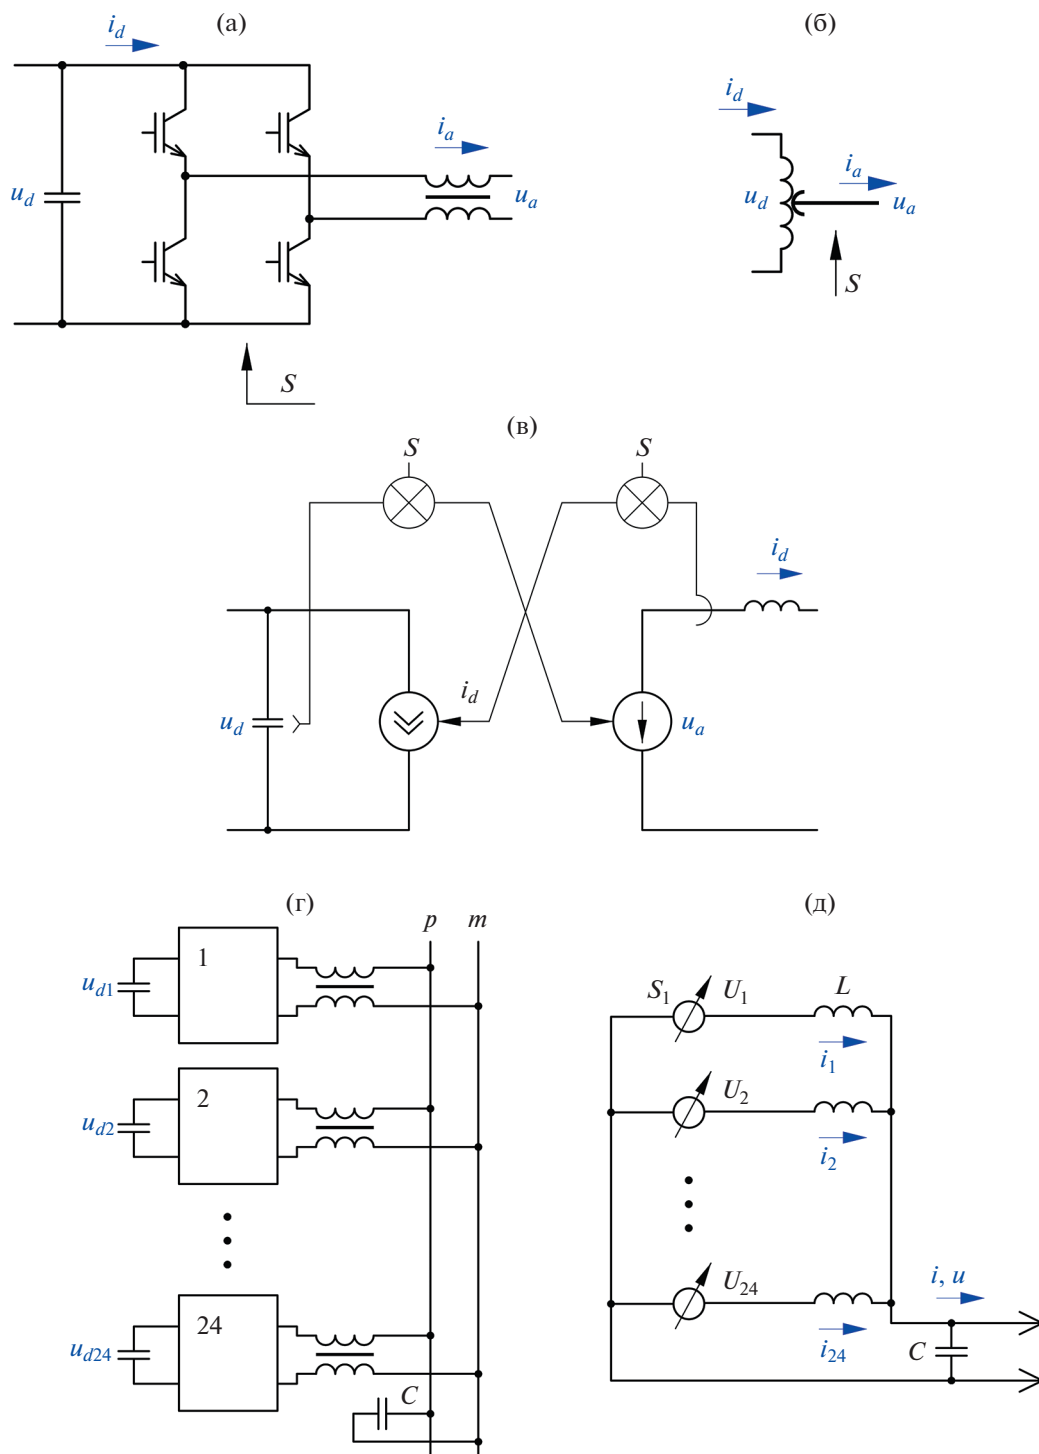 (а)
i_d
i_a
u_d
u_a
S
(б)
i_d
i_a
u_d
u_a
S
(в)
S
S
i_d
i_d
u_d
u_a
(г)
p
m
1
u_d1
2
u_d2
24
u_d24
C
(д)
S_1
U_1
L
i_1
U_2
i_2
U_24
i, u
i_24
C